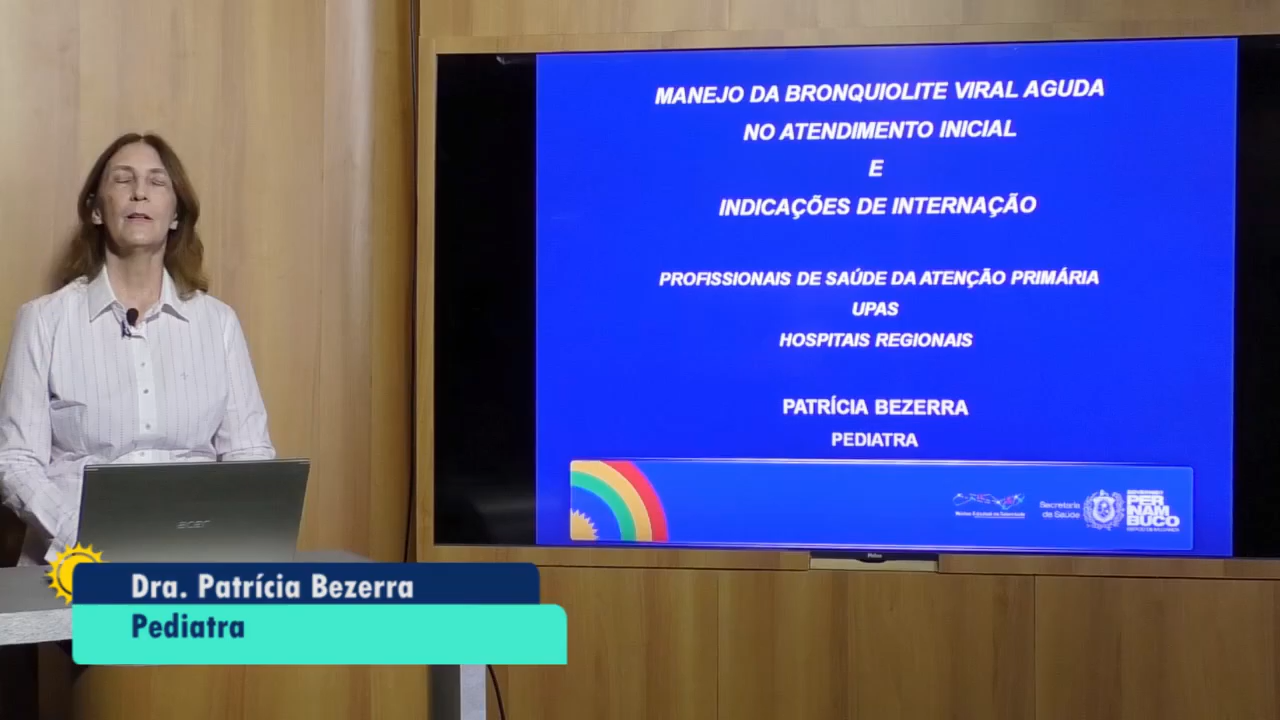 MANEJO DA BRONQUIOLITE VIRAL AGUDA
NO ATENDIMENTO INICIAL
E
INDICAÇÕES DE INTERNAÇÃO
PROFISSIONAIS DE SAÚDE DA ATENÇÃO PRIMÁRIA
UPAS
HOSPITAIS REGIONAIS
PATRÍCIA BEZERRA
PEDIATRA
Secretaria
de Saúde
PER
NAM
BUCO
acer
Dra. Patrícia Bezerra
Pediatra